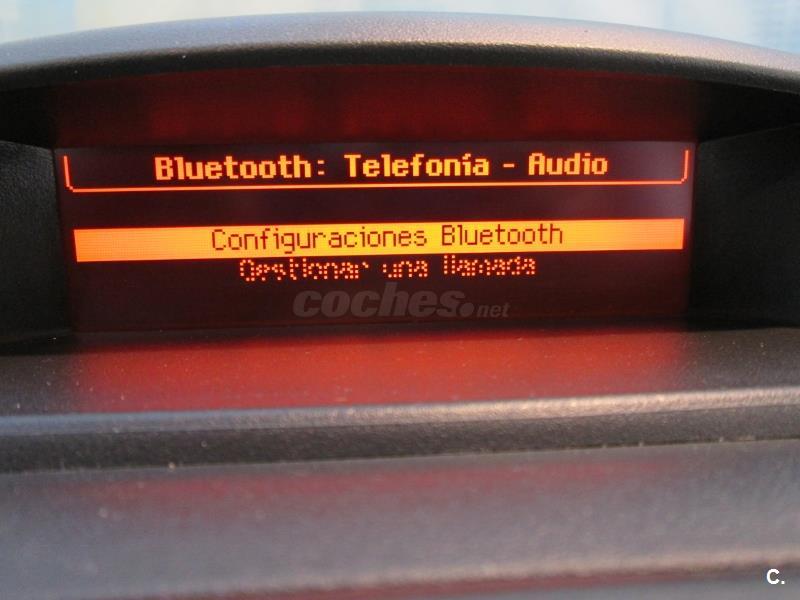 Bluetooth: Telefonía - Audio
Configuraciones Bluetooth
Gestionar una llamada
coches.net
C.